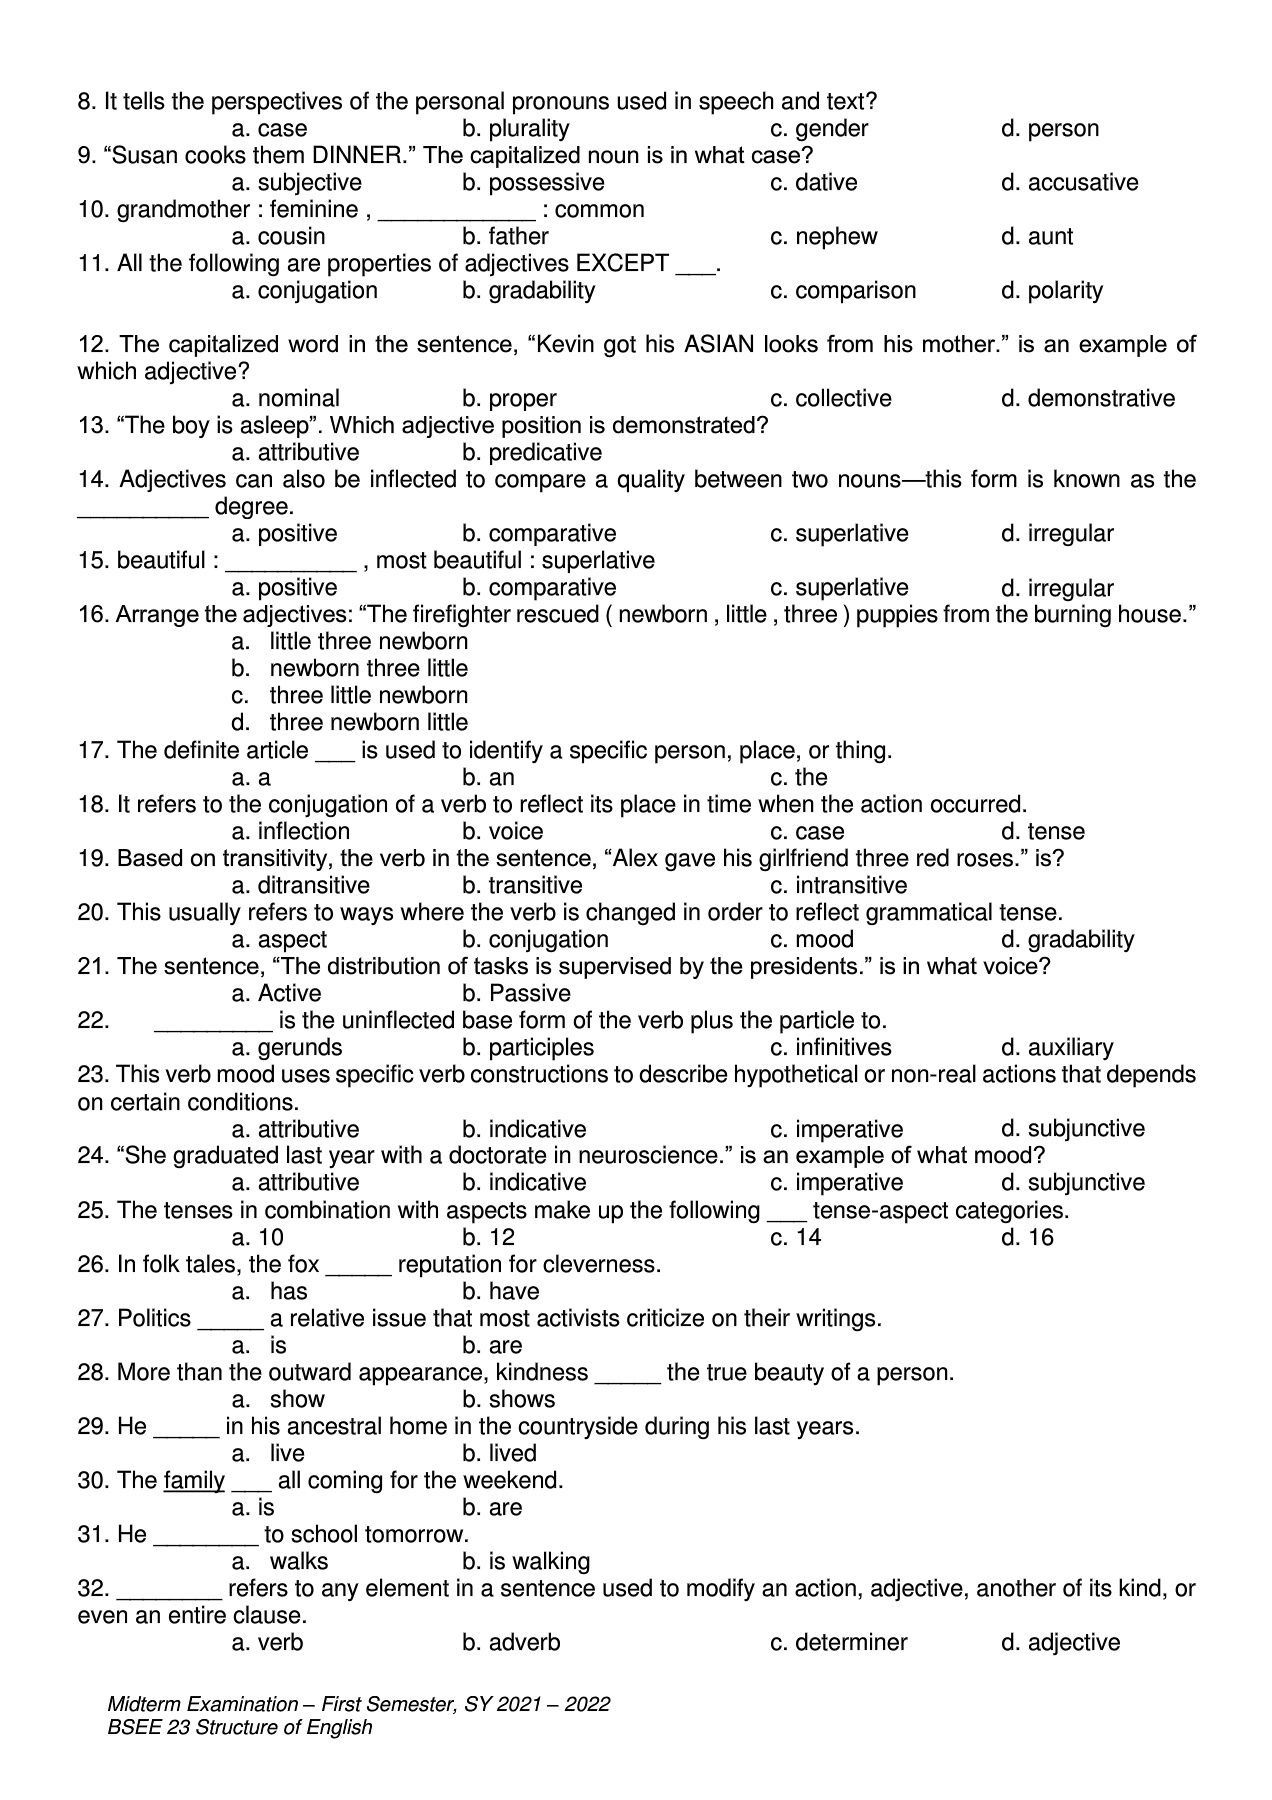 8. It tells the perspectives of the personal pronouns used in speech and text?
a. case b. plurality c. gender d. person
9. “Susan cooks them DINNER.” The capitalized noun is in what case?
a. subjective b. possessive c. dative d. accusative
10. grandmother : feminine , ____________ : common
a. cousin b. father c. nephew d. aunt
11. All the following are properties of adjectives EXCEPT ___.
a. conjugation b. gradability c. comparison d. polarity
12. The capitalized word in the sentence, “Kevin got his ASIAN looks from his mother.” is an example of
which adjective?
a. nominal b. proper c. collective d. demonstrative
13. “The boy is asleep”. Which adjective position is demonstrated?
a. attributive b. predicative
14. Adjectives can also be inflected to compare a quality between two nouns—this form is known as the
__________ degree.
a. positive b. comparative c. superlative d. irregular
15. beautiful : __________ , most beautiful : superlative
a. positive b. comparative c. superlative d. irregular
16. Arrange the adjectives: “The firefighter rescued ( newborn , little , three ) puppies from the burning house.”
a. little three newborn
b. newborn three little
c. three little newborn
d. three newborn little
17. The definite article ___ is used to identify a specific person, place, or thing.
a. a b. an c. the
18. It refers to the conjugation of a verb to reflect its place in time when the action occurred.
a. inflection b. voice c. case d. tense
19. Based on transitivity, the verb in the sentence, “Alex gave his girlfriend three red roses.” is?
a. ditransitive b. transitive c. intransitive
20. This usually refers to ways where the verb is changed in order to reflect grammatical tense.
a. aspect b. conjugation c. mood d. gradability
21. The sentence, “The distribution of tasks is supervised by the presidents.” is in what voice?
a. Active b. Passive
22. _________ is the uninflected base form of the verb plus the particle to.
a. gerunds b. participles c. infinitives d. auxiliary
23. This verb mood uses specific verb constructions to describe hypothetical or non-real actions that depends
on certain conditions.
a. attributive b. indicative c. imperative d. subjunctive
24. “She graduated last year with a doctorate in neuroscience.” is an example of what mood?
a. attributive b. indicative c. imperative d. subjunctive
25. The tenses in combination with aspects make up the following ___ tense-aspect categories.
a. 10 b. 12 c. 14 d. 16
26. In folk tales, the fox _____ reputation for cleverness.
a. has b. have
27. Politics _____ a relative issue that most activists criticize on their writings.
a. is b. are
28. More than the outward appearance, kindness _____ the true beauty of a person.
a. show b. shows
29. He _____ in his ancestral home in the countryside during his last years.
a. live b. lived
30. The family ___ all coming for the weekend.
a. is b. are
31. He ________ to school tomorrow.
a. walks b. is walking
32. ________ refers to any element in a sentence used to modify an action, adjective, another of its kind, or
even an entire clause.
a. verb b. adverb c. determiner d. adjective
Midterm Examination – First Semester, SY 2021 – 2022
BSEE 23 Structure of English